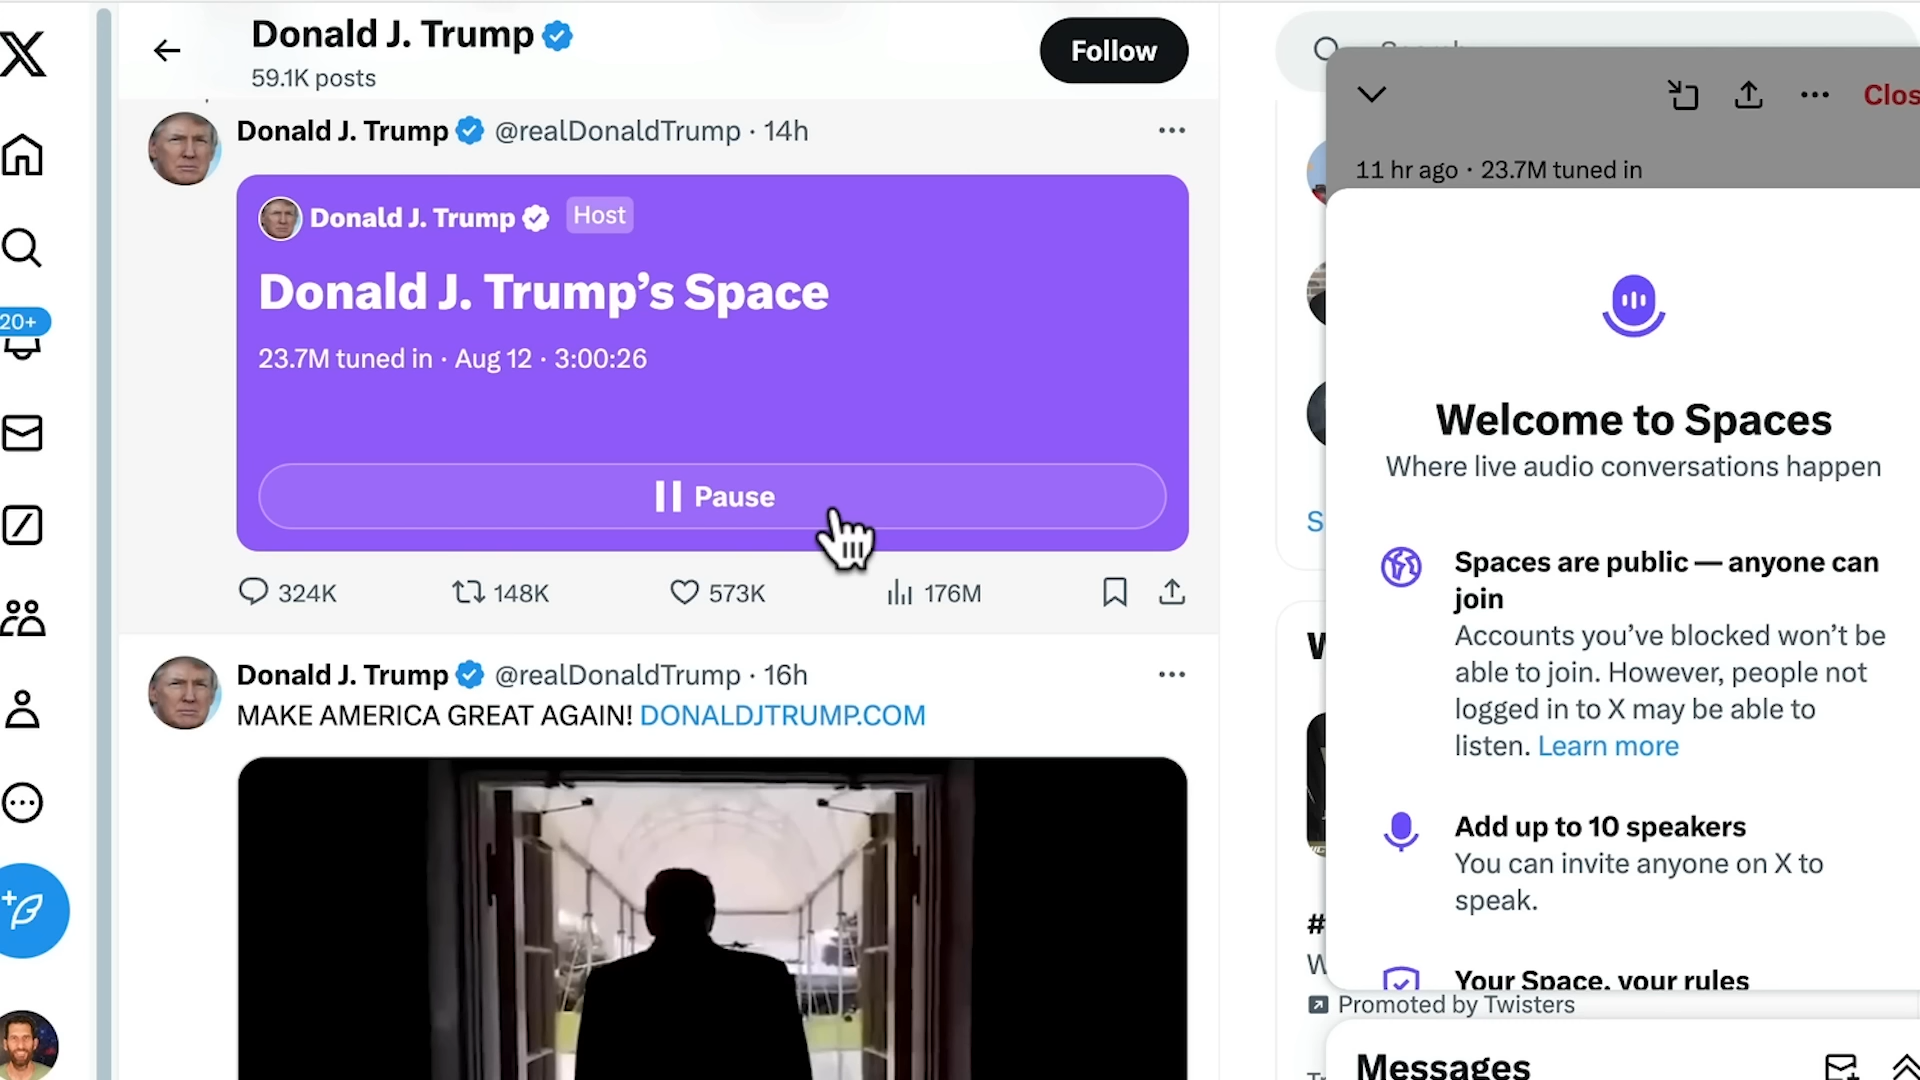 Donald J. Trump
59.1K posts
Follow
20+
Donald J. Trump @realDonaldTrump · 14h
Donald J. Trump Host
Donald J. Trump’s Space
23.7M tuned in · Aug 12 · 3:00:26
Pause
324K 148K 573K 176M
Donald J. Trump @realDonaldTrump · 16h
MAKE AMERICA GREAT AGAIN! DONALDJTRUMP.COM
Clos
11 hr ago · 23.7M tuned in
Welcome to Spaces
Where live audio conversations happen
Spaces are public — anyone can
join
Accounts you’ve blocked won’t be
able to join. However, people not
logged in to X may be able to
listen. Learn more
Add up to 10 speakers
You can invite anyone on X to
speak.
Your Space, your rules
Promoted by Twisters
Messages